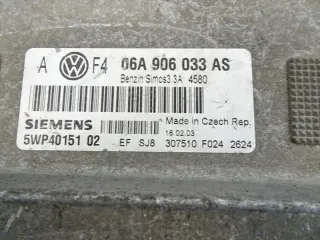 A F4 06A 906 033 AS
Benzin Simos3.3A 4580
SIEMENS Made in Czech Rep.
16.02.03
5WP40151 02 EF SJ8 307510 F024 2624